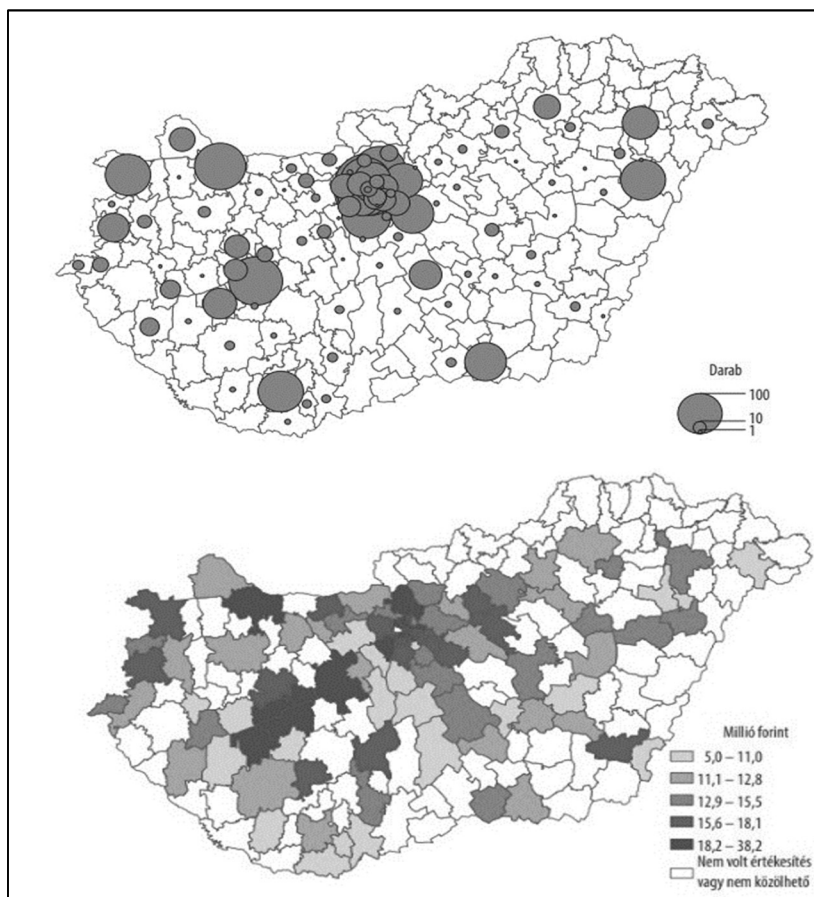 Darab
100
10
1
Millió forint
5,0 – 11,0
11,1 – 12,8
12,9 – 15,5
15,6 – 18,1
18,2 – 38,2
Nem volt értékesítés
vagy nem közölhető